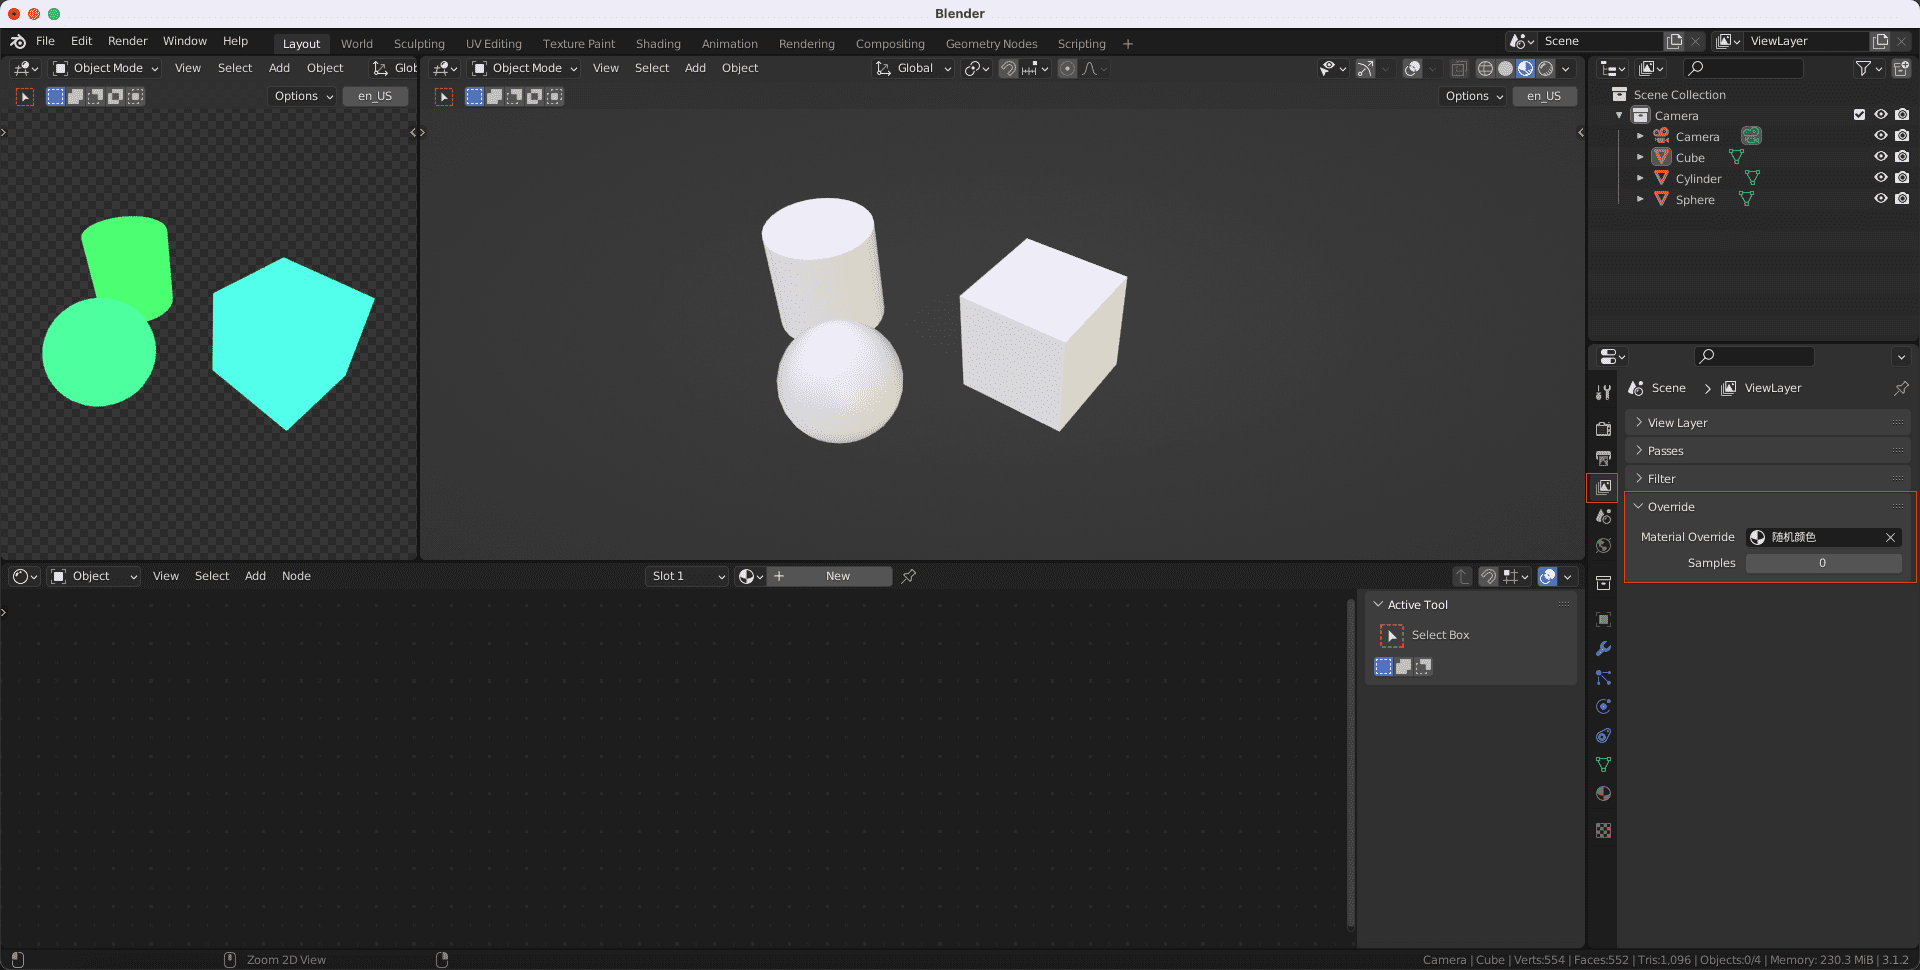 Blender
File Edit Render Window Help Layout World Sculpting UV Editing Texture Paint Shading Animation Rendering Compositing Geometry Nodes Scripting + Scene ViewLayer
Object Mode View Select Add Object Glob
Options en_US
Object Mode View Select Add Object Global
Options en_US
Scene Collection
Camera
Camera
Cube
Cylinder
Sphere
Scene ViewLayer
View Layer
Passes
Filter
Override
Material Override 随机颜色
Samples 0
Object View Select Add Node Slot 1 New
Active Tool
Select Box
Zoom 2D View
Camera | Cube | Verts:554 | Faces:552 | Tris:1,096 | Objects:0/4 | Memory: 230.3 MiB | 3.1.2